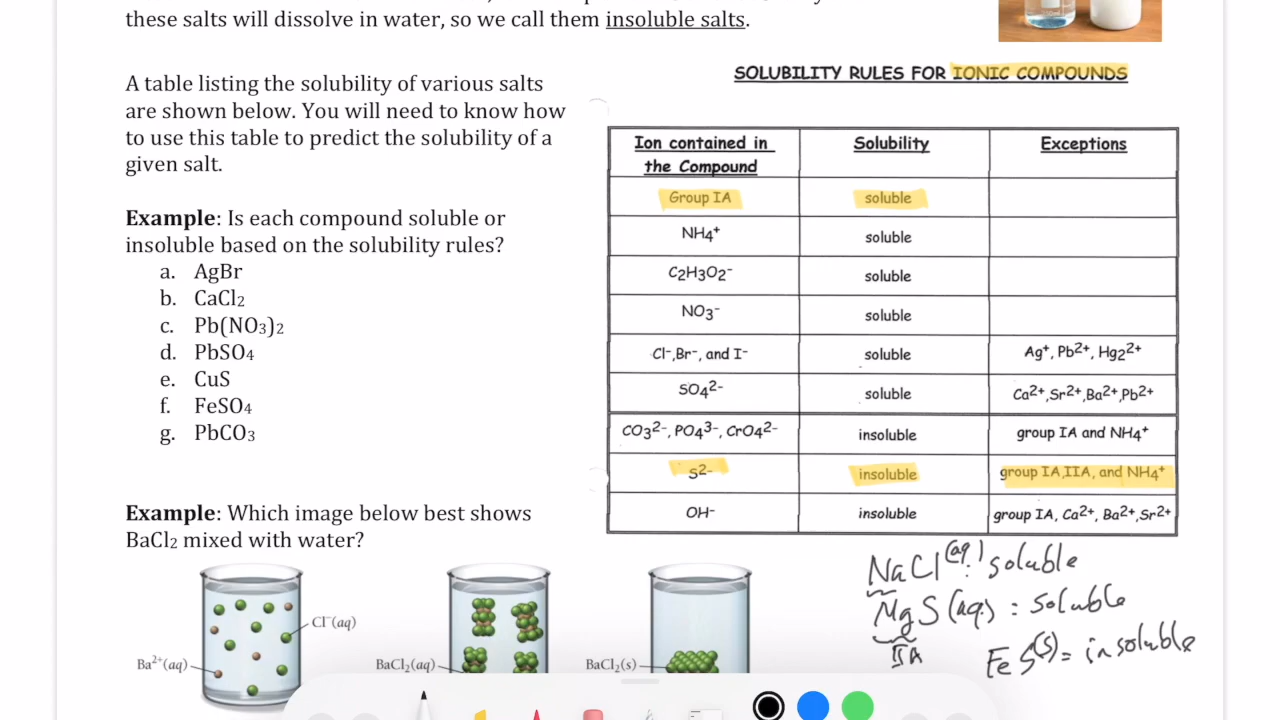 these salts will dissolve in water, so we call them insoluble salts.
A table listing the solubility of various salts
are shown below. You will need to know how
to use this table to predict the solubility of a
given salt.
Example: Is each compound soluble or
insoluble based on the solubility rules?
a. AgBr
b. CaCl2
c. Pb(NO3)2
d. PbSO4
e. CuS
f. FeSO4
g. PbCO3
Example: Which image below best shows
BaCl2 mixed with water?
Cl⁻(aq)
Ba²⁺(aq)
BaCl₂(aq)
BaCl₂(s)
SOLUBILITY RULES FOR IONIC COMPOUNDS
Ion contained in the Compound Solubility Exceptions
Group IA soluble
NH4⁺ soluble
C2H3O2⁻ soluble
NO3⁻ soluble
Cl⁻,Br⁻, and I⁻ soluble Ag⁺, Pb²⁺, Hg2²⁺
SO4²⁻ soluble Ca²⁺,Sr²⁺,Ba²⁺,Pb²⁺
CO3²⁻, PO4³⁻, CrO4²⁻ insoluble group IA and NH4⁺
S²⁻ insoluble group IA,IIA, and NH4⁺
OH⁻ insoluble group IA, Ca²⁺, Ba²⁺,Sr²⁺
NaCl(aq) soluble
MgS(aq) = soluble
IIA
FeS(s) = insoluble